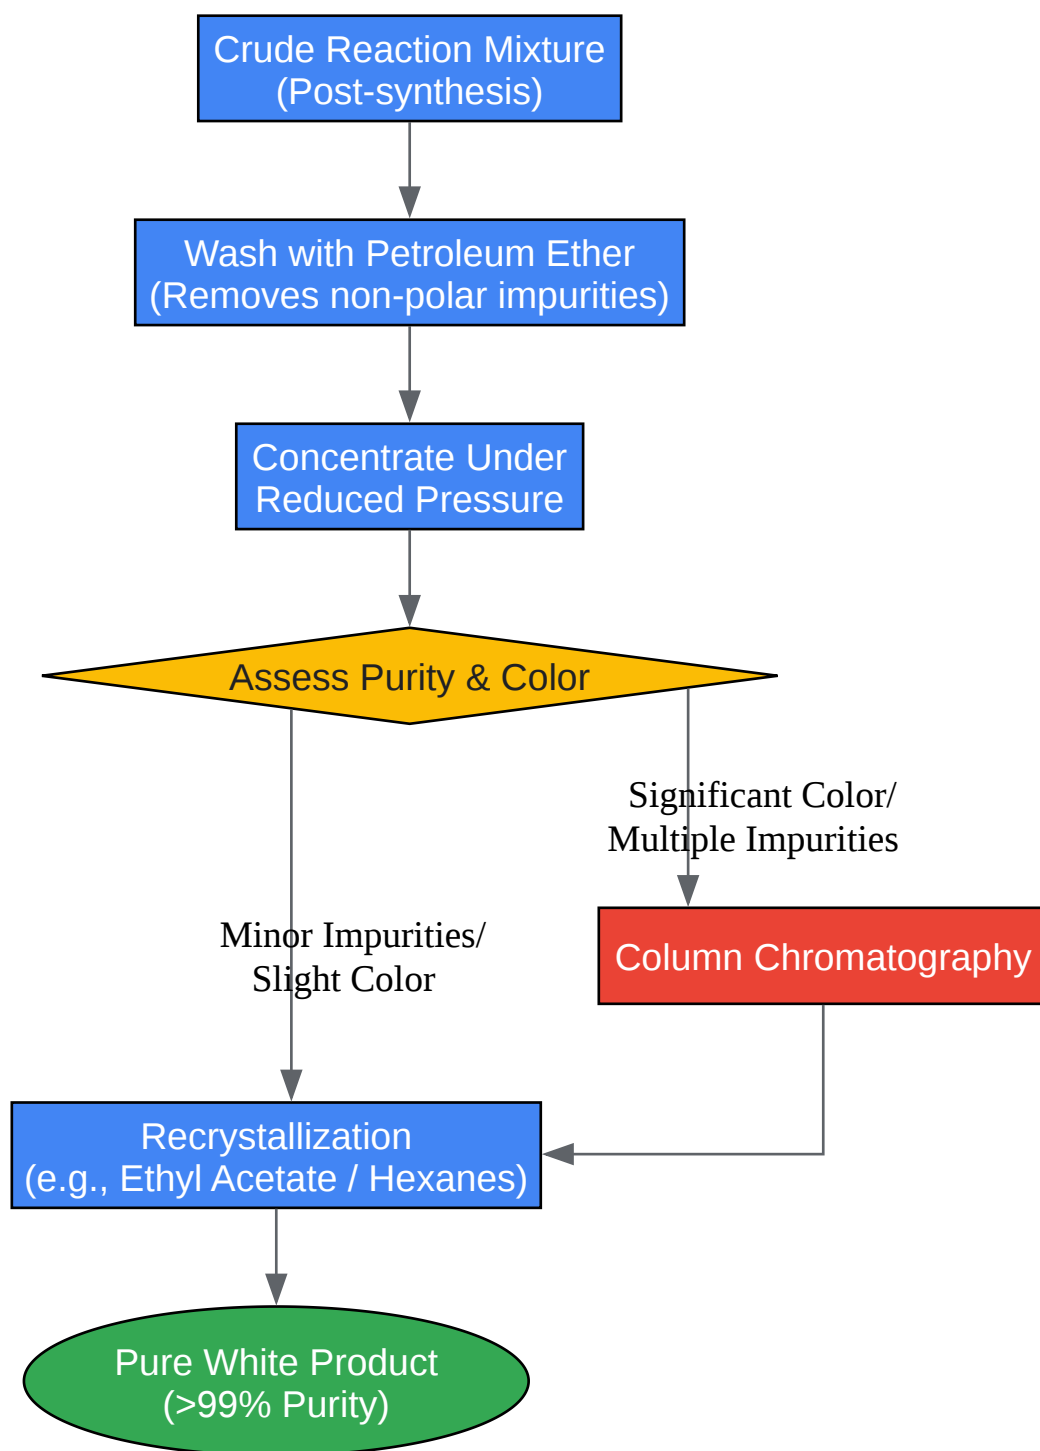 Crude Reaction Mixture
(Post-synthesis)
Wash with Petroleum Ether
(Removes non-polar impurities)
Concentrate Under
Reduced Pressure
Assess Purity & Color
Significant Color/
Multiple Impurities
Minor Impurities/
Slight Color
Column Chromatography
Recrystallization
(e.g., Ethyl Acetate / Hexanes)
Pure White Product
(>99% Purity)